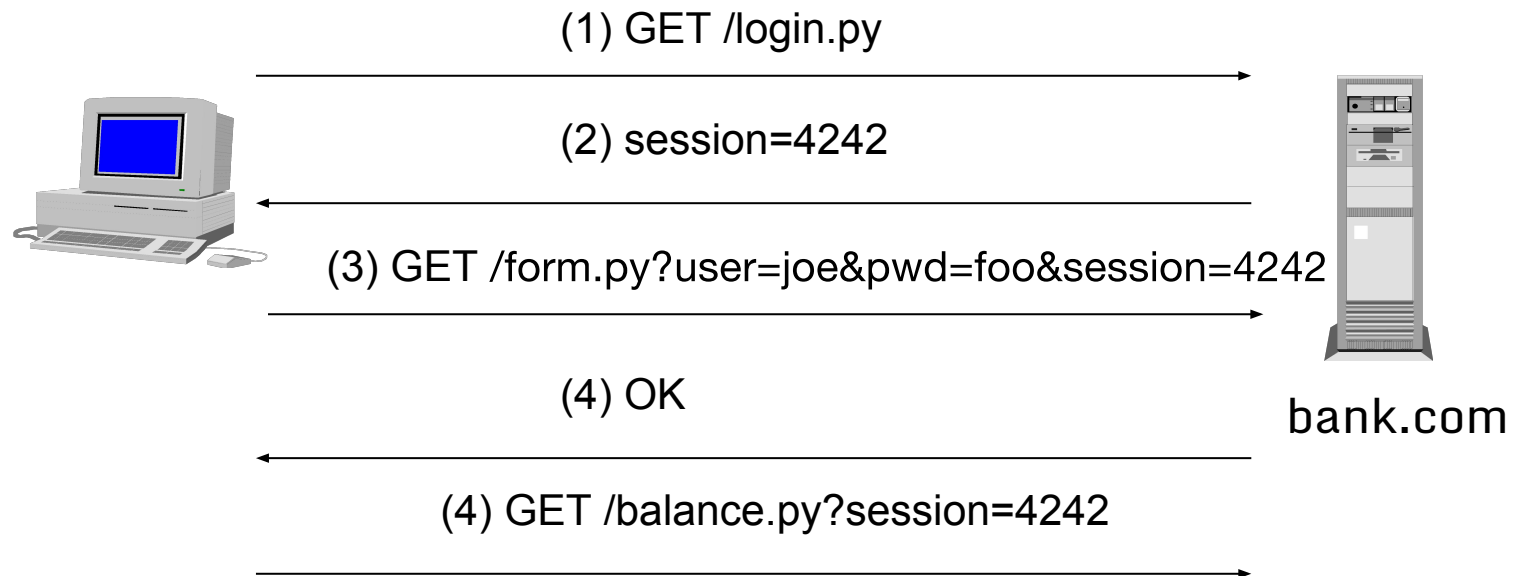 (1) GET /login.py
(2) session=4242
(3) GET /form.py?user=joe&pwd=foo&session=4242
(4) OK
bank.com
(4) GET /balance.py?session=4242